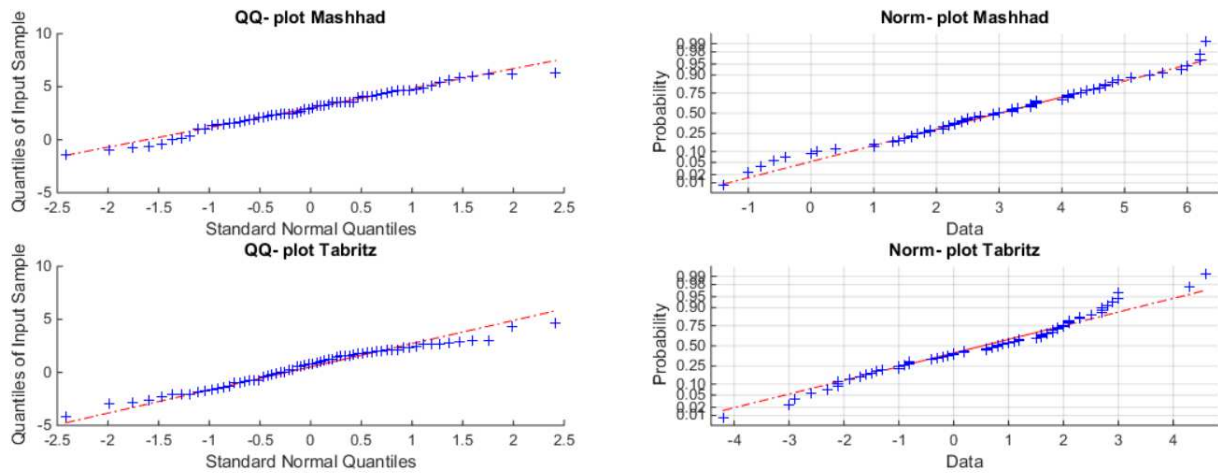 QQ- plot Mashhad
Quantiles of Input Sample
10
5
0
-5
-2.5 -2 -1.5 -1 -0.5 0 0.5 1 1.5 2 2.5
Standard Normal Quantiles
Norm- plot Mashhad
Probability
0.99
0.98
0.95
0.90
0.75
0.50
0.25
0.10
0.05
0.02
0.01
-1 0 1 2 3 4 5 6
Data
QQ- plot Tabritz
Quantiles of Input Sample
10
5
0
-5
-2.5 -2 -1.5 -1 -0.5 0 0.5 1 1.5 2 2.5
Standard Normal Quantiles
Norm- plot Tabritz
Probability
0.99
0.98
0.95
0.90
0.75
0.50
0.25
0.10
0.05
0.02
0.01
-4 -3 -2 -1 0 1 2 3 4
Data